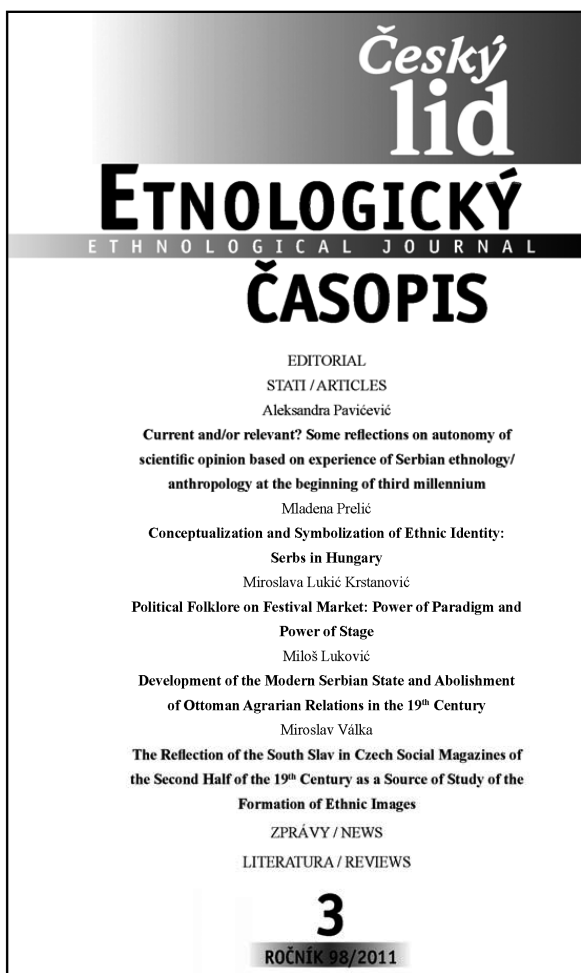 Český
lid
ETNOLOGICKÝ
ETHNOLOGICAL JOURNAL
ČASOPIS
EDITORIAL
STATI / ARTICLES
Aleksandra Pavićević
Current and/or relevant? Some reflections on autonomy of
scientific opinion based on experience of Serbian ethnology/
anthropology at the beginning of third millennium
Mladena Prelić
Conceptualization and Symbolization of Ethnic Identity:
Serbs in Hungary
Miroslava Lukić Krstanović
Political Folklore on Festival Market: Power of Paradigm and
Power of Stage
Miloš Luković
Development of the Modern Serbian State and Abolishment
of Ottoman Agrarian Relations in the 19th Century
Miroslav Válka
The Reflection of the South Slav in Czech Social Magazines of
the Second Half of the 19th Century as a Source of Study of the
Formation of Ethnic Images
ZPRÁVY / NEWS
LITERATURA / REVIEWS
3
ROČNÍK 98/2011